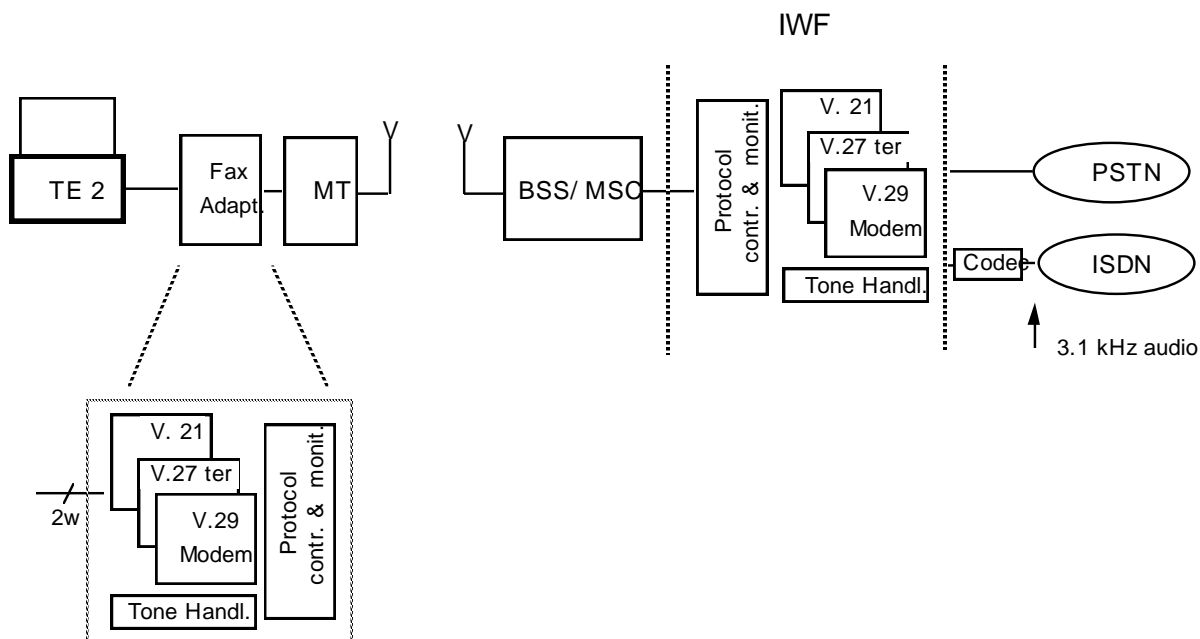 IWF
TE 2
Fax
Adapt.
MT
BSS/ MSC
Protocol
contr. & monit.
V. 21
V.27 ter
V.29
Modem
Tone Handl.
PSTN
Codec
ISDN
3.1 kHz audio
2w
V. 21
V.27 ter
V.29
Modem
Tone Handl.
Protocol
contr. & monit.